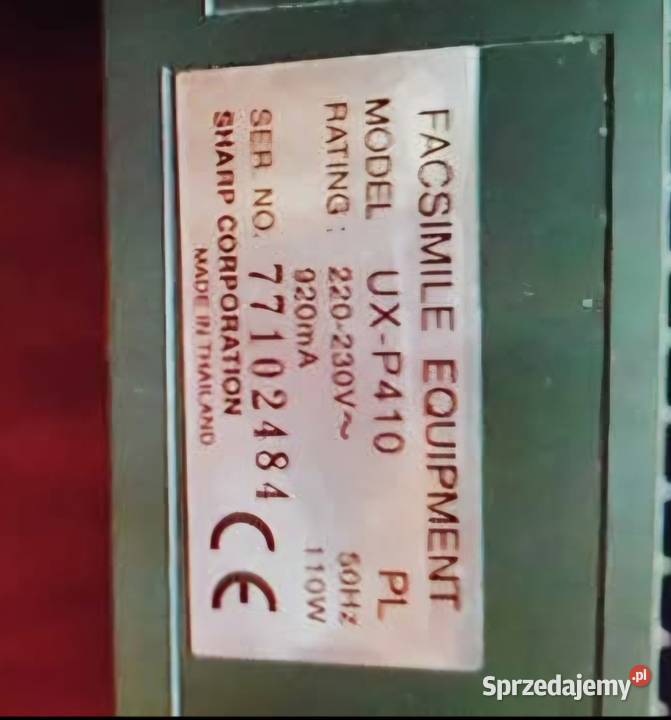 FACSIMILE EQUIPMENT
MODEL UX-P410 PL
RATING : 220-230V~ 50Hz
920mA 110W
SER. NO. 77102484
SHARP CORPORATION
MADE IN THAILAND
CE
Sprzedajemy.pl